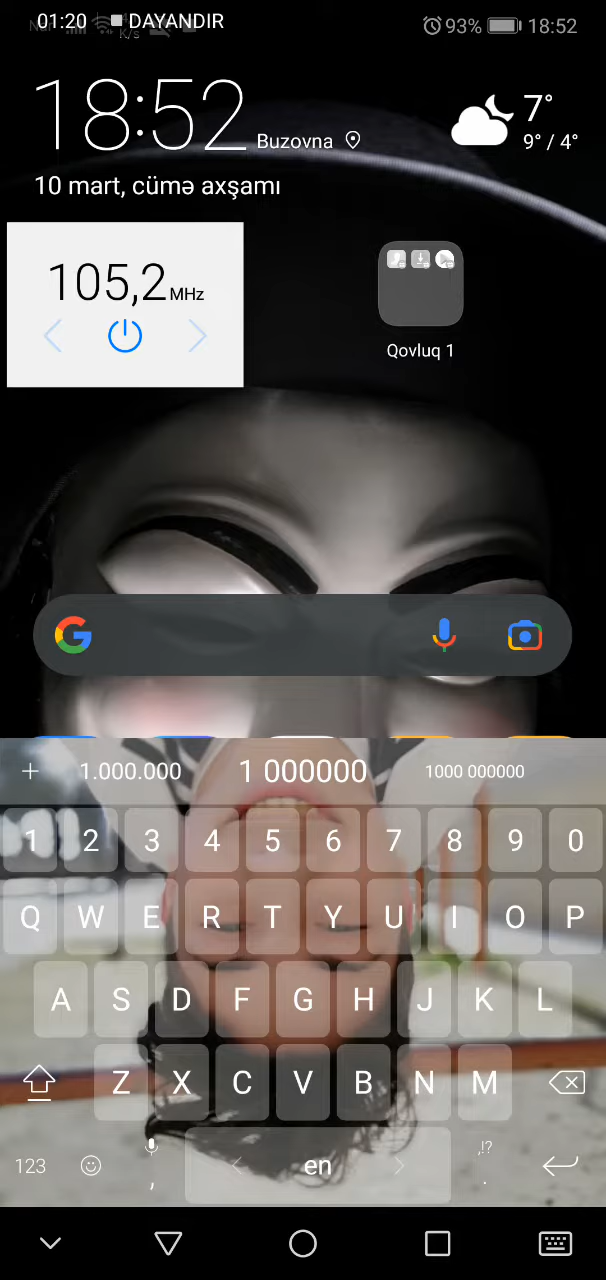 01:20 DAYANDIR
K/s
93% 18:52
18:52 Buzovna
7°
9° / 4°
10 mart, cümə axşamı
105,2 MHz
Qovluq 1
G
+ 1.000.000 1 000000 1000 000000
1 2 3 4 5 6 7 8 9 0
Q W E R T Y U I O P
A S D F G H J K L
Z X C V B N M
123 , < en > ,!? .